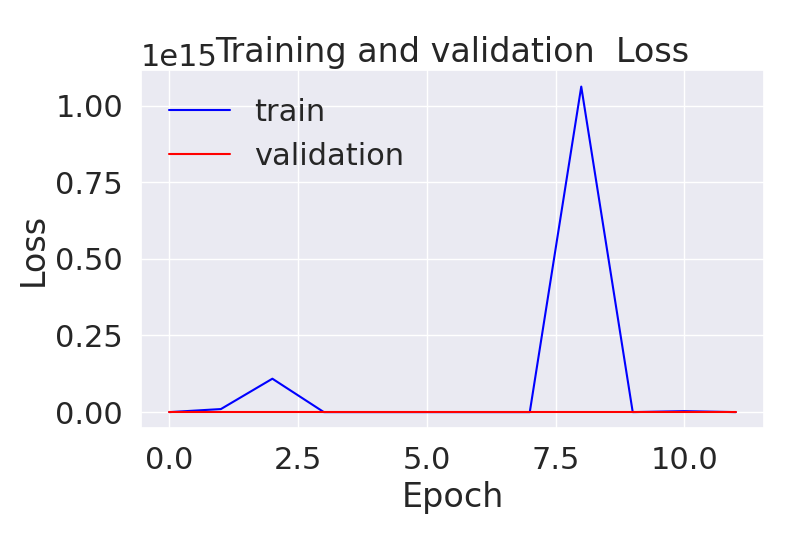 1e15
Training and validation  Loss
1.00
0.75
0.50
0.25
0.00
Loss
train
validation
0.0 2.5 5.0 7.5 10.0
Epoch